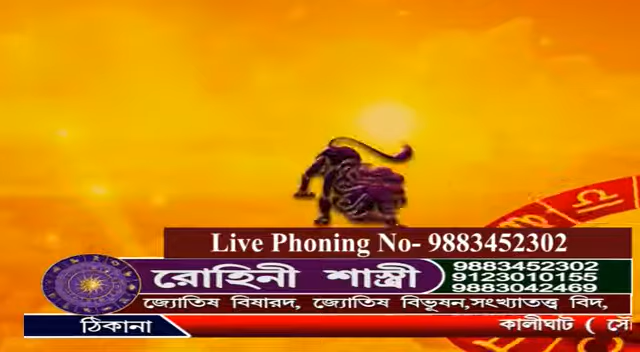 Live Phoning No- 9883452302
রোহিনী শাস্ত্রী
9883452302
9123010155
9883042469
জ্যোতিষ বিষারদ, জ্যোতিষ বিভূষন,সংখ্যাতত্ত্ব বিদ,
ঠিকানা কালীঘাট ( সৌ